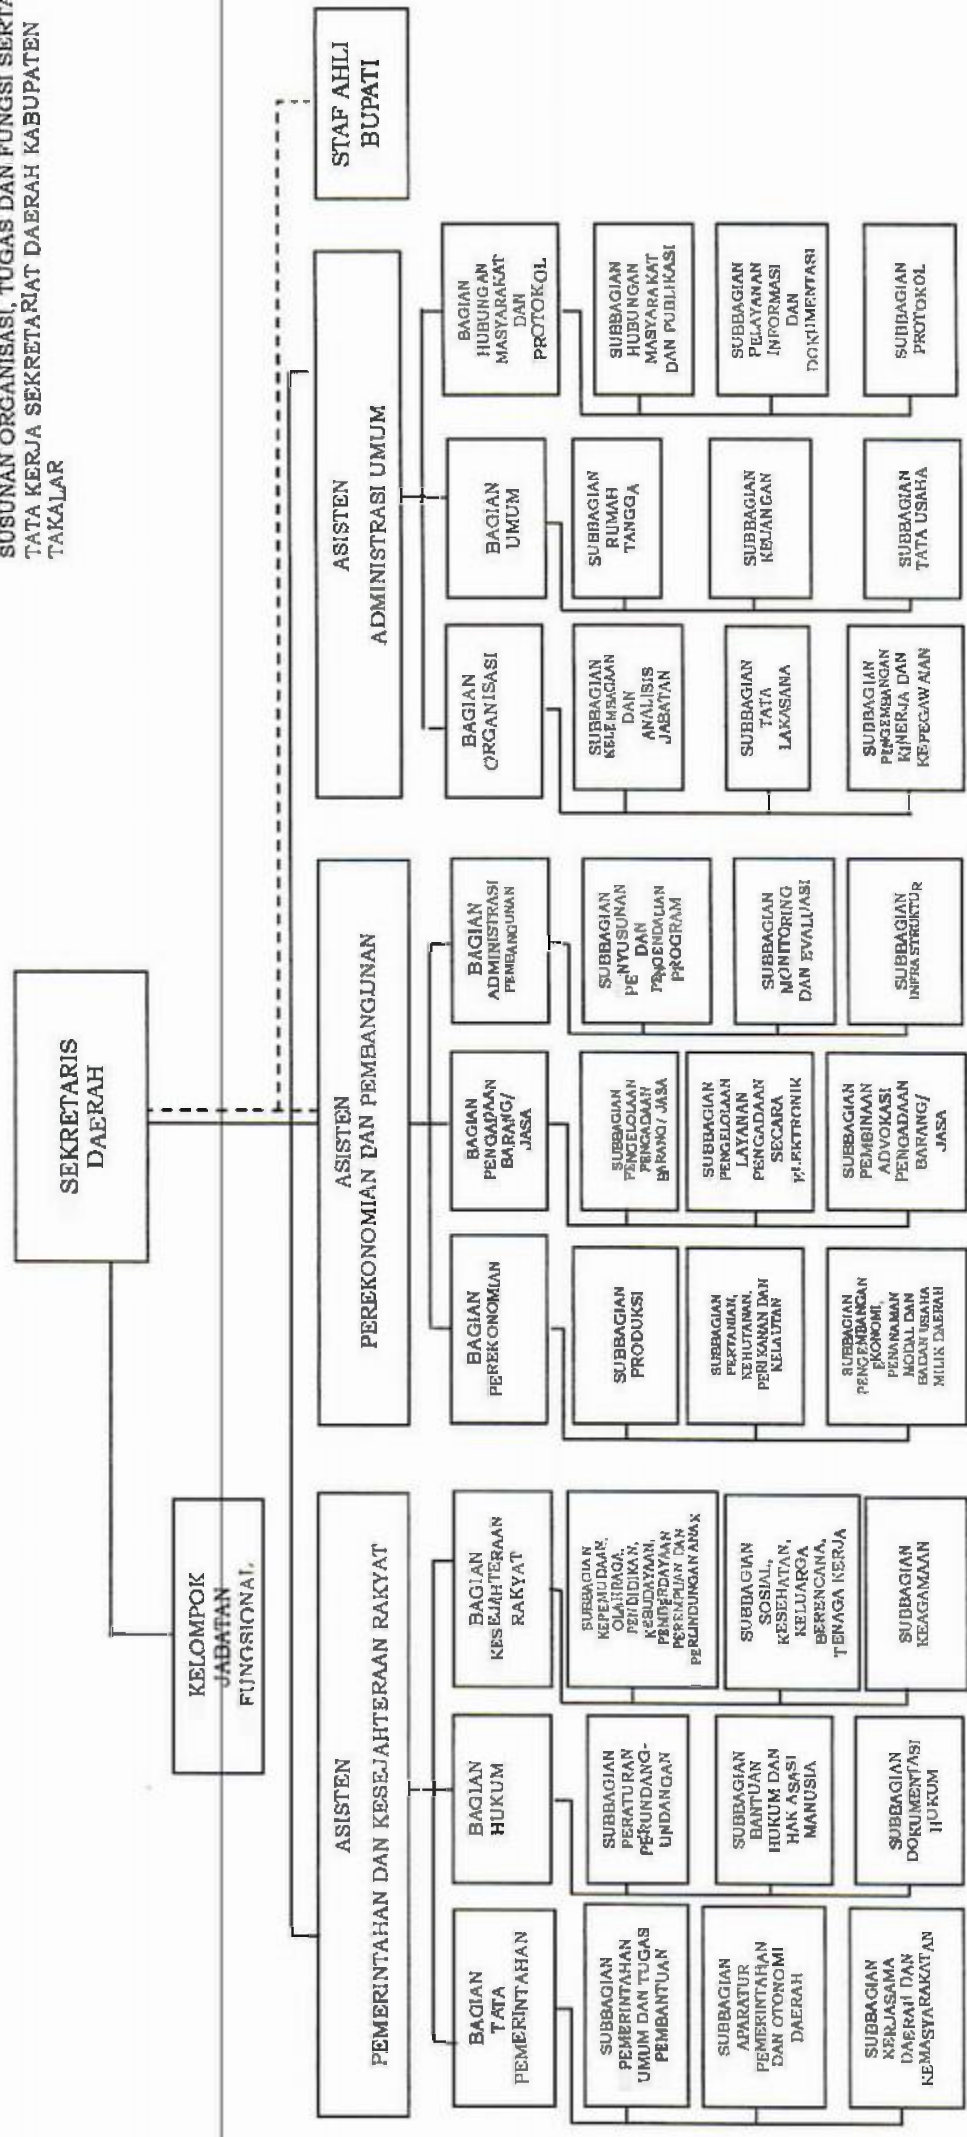 SUSUNAN ORGANISASI, TUGAS DAN FUNGSI SERTA
TATA KERJA SEKRETARIAT DAERAH KABUPATEN
TAKALAR
SEKRETARIS
DAERAH
KELOMPOK
JABATAN
FUNGSIONAL
STAF AHLI
BUPATI
ASISTEN
PEMERINTAHAN DAN KESEJAHTERAAN RAKYAT
ASISTEN
PEREKONOMIAN DAN PEMBANGUNAN
ASISTEN
ADMINISTRASI UMUM
BAGIAN
TATA
PEMERINTAHAN
SUBBAGIAN
PEMERINTAHAN
UMUM DAN TUGAS
PEMBANTUAN
SUBBAGIAN
APARATUR
PEMERINTAHAN
DAN OTONOMI
DAERAH
SUBBAGIAN
KERJASAMA
DAERAH DAN
KEMASYARAKATAN
BAGIAN
HUKUM
SUBBAGIAN
PERATURAN
PERUNDANG-
UNDANGAN
SUBBAGIAN
BANTUAN
HUKUM DAN
HAK ASASI
MANUSIA
SUBBAGIAN
DOKUMENTASI
HUKUM
BAGIAN
KESEJAHTERAAN
RAKYAT
SUBBAGIAN
KEPEMUDAAN,
OLAHRAGA,
PENDIDIKAN,
KEBUDAYAAN,
PEMBERDAYAAN
PEREMPUAN DAN
PERLINDUNGAN ANAK
SUBBAGIAN
SOSIAL,
KESEHATAN,
KELUARGA
BERENCANA,
TENAGA KERJA
SUBBAGIAN
KEAGAMAAN
BAGIAN
PEREKONOMIAN
SUBBAGIAN
PRODUKSI
SUBBAGIAN
PERTANIAN,
KEHUTANAN,
PERIKANAN DAN
KELAUTAN
SUBBAGIAN
PENGEMBANGAN
EKONOMI,
PENANAMAN
MODAL DAN
BADAN USAHA
MILIK DAERAH
BAGIAN
PENGADAAN
BARANG/
JASA
SUBBAGIAN
PENGELOLAAN
PENGADAAN
BARANG/JASA
SUBBAGIAN
PENGELOLAAN
LAYANAN
PENGADAAN
SECARA
ELEKTRONIK
SUBBAGIAN
PEMBINAAN
ADVOKASI
PENGADAAN
BARANG/
JASA
BAGIAN
ADMINISTRASI
PEMBANGUNAN
SUBBAGIAN
PENYUSUNAN
DAN
PENGENDALIAN
PROGRAM
SUBBAGIAN
MONITORING
DAN EVALUASI
SUBBAGIAN
INFRASTRUKTUR
BAGIAN
ORGANISASI
SUBBAGIAN
KELEMBAGAAN
DAN
ANALISIS
JABATAN
SUBBAGIAN
TATA
LAKASANA
SUBBAGIAN
PENGEMBANGAN
KINERJA DAN
KEPEGAWAIAN
BAGIAN
UMUM
SUBBAGIAN
RUMAH
TANGGA
SUBBAGIAN
KEUANGAN
SUBBAGIAN
TATA USAHA
BAGIAN
HUBUNGAN
MASYARAKAT
DAN
PROTOKOL
SUBBAGIAN
HUBUNGAN
MASYARAKAT
DAN PUBLIKASI
SUBBAGIAN
PELAYANAN
INFORMASI
DAN
DOKUMENTASI
SUBBAGIAN
PROTOKOL